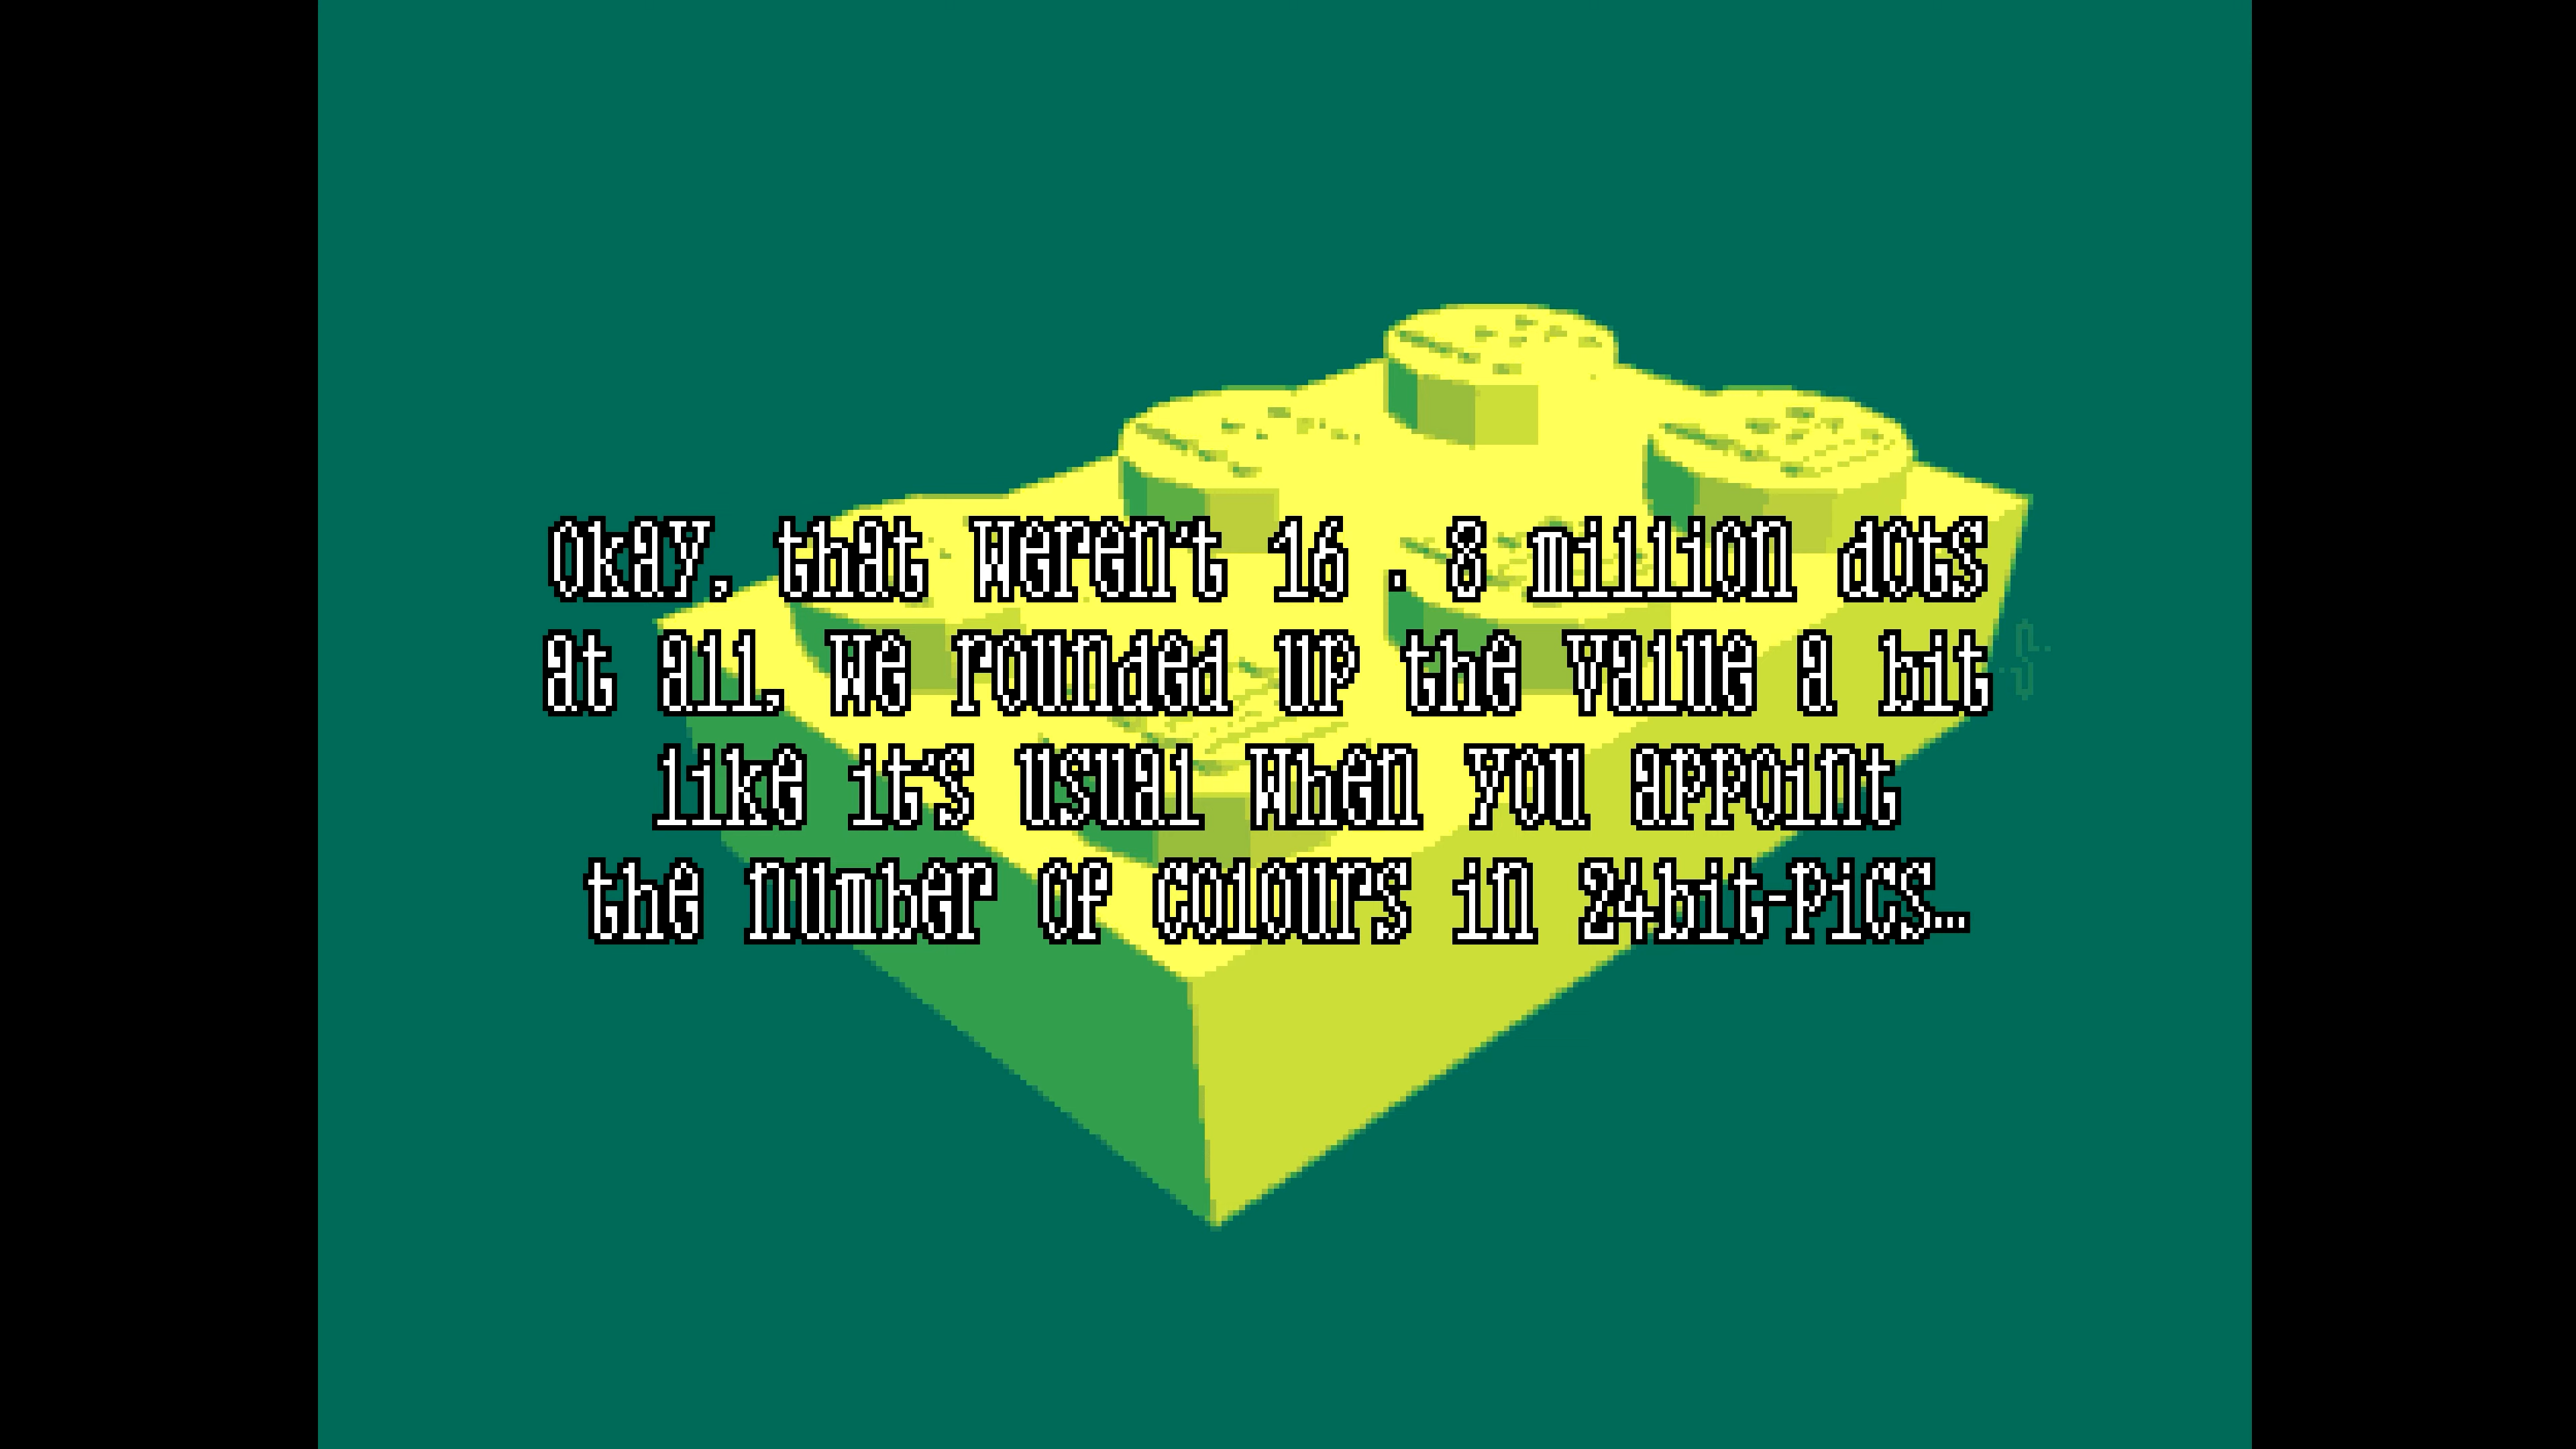 Okay, that weren't 16 . 8 million dots
at all, we rounded up the value a bit
like it's usual when you appoint
the number of colours in 24bit-pics...